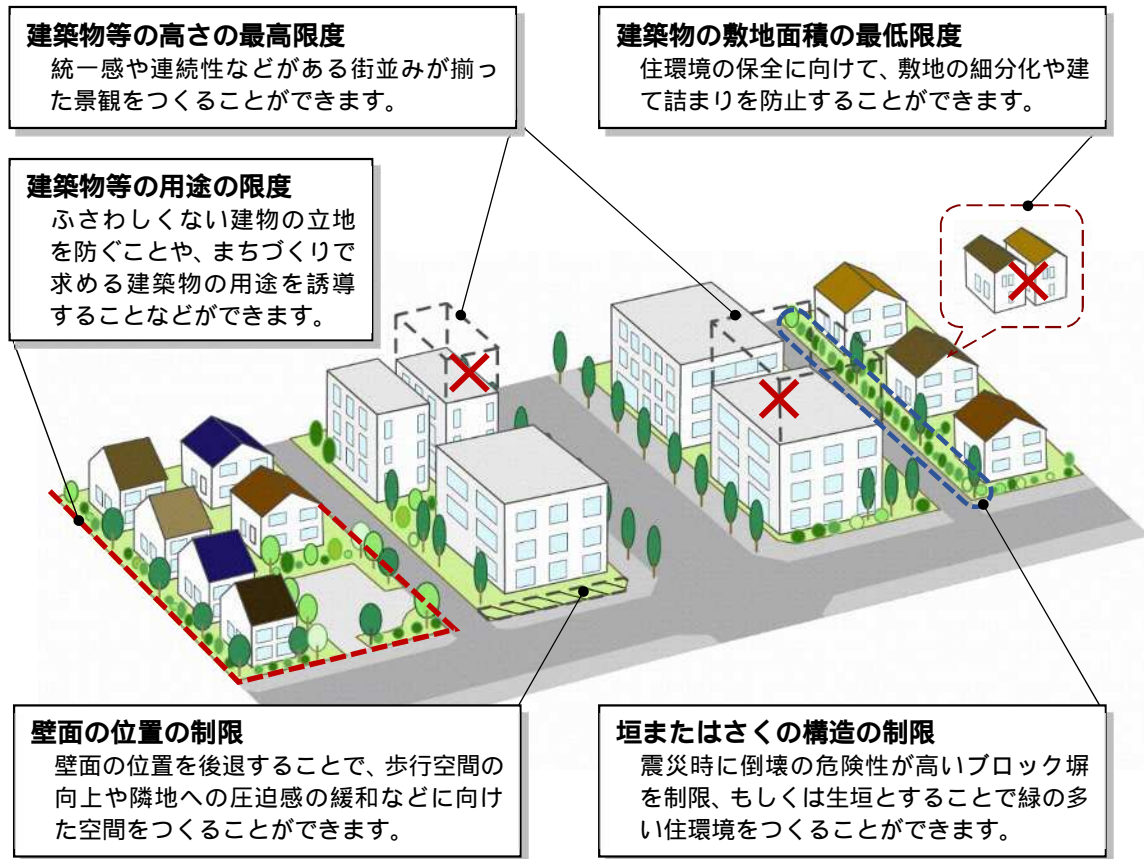 建築物等の高さの最高限度
統一感や連続性などがある街並みが揃っ
た景観をつくることができます。
建築物の敷地面積の最低限度
住環境の保全に向けて、敷地の細分化や建
て詰まりを防止することができます。
建築物等の用途の限度
ふさわしくない建物の立地
を防ぐことや、まちづくりで
求める建築物の用途を誘導
することなどができます。
壁面の位置の制限
壁面の位置を後退することで、歩行空間の
向上や隣地への圧迫感の緩和などに向け
た空間をつくることができます。
垣またはさくの構造の制限
震災時に倒壊の危険性が高いブロック塀
を制限、もしくは生垣とすることで緑の多
い住環境をつくることができます。